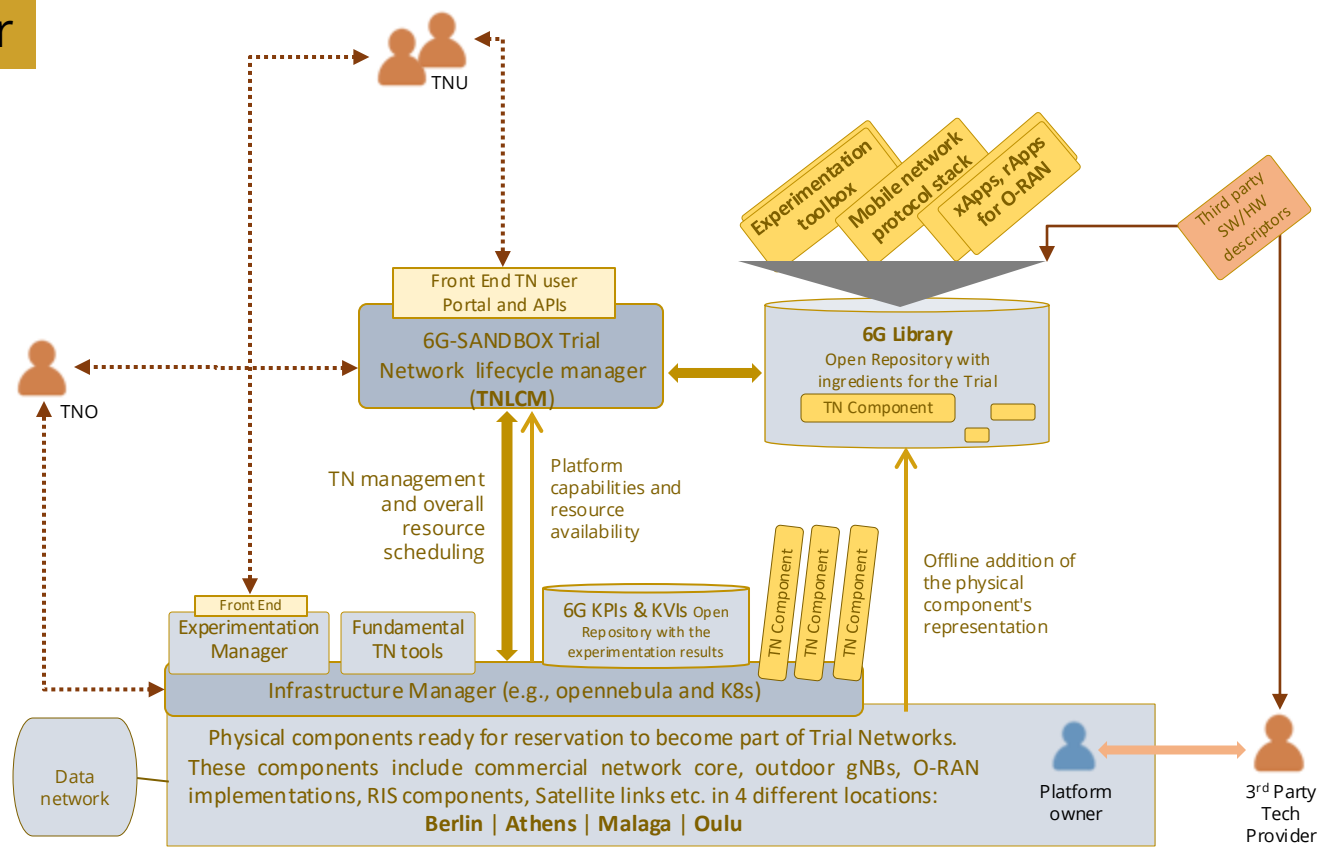 r
TNU
Experimentation
toolbox
Mobile network
protocol stack
xApps, rApps
for O-RAN
Third party
SW/HW
descriptors
Front End TN user
Portal and APIs
6G-SANDBOX Trial
Network lifecycle manager
(TNLCM)
6G Library
Open Repository with
ingredients for the Trial
TN Component
TNO
TN management
and overall
resource
scheduling
Platform
capabilities and
resource
availability
TN Component
TN Component
TN Component
Offline addition of
the physical
component's
representation
Front End
Experimentation
Manager
Fundamental
TN tools
6G KPIs & KVIs Open
Repository with the
experimentation results
Infrastructure Manager (e.g., opennebula and K8s)
Data
network
Physical components ready for reservation to become part of Trial Networks.
These components include commercial network core, outdoor gNBs, O-RAN
implementations, RIS components, Satellite links etc. in 4 different locations:
Berlin | Athens | Malaga | Oulu
Platform
owner
3rd Party
Tech
Provider